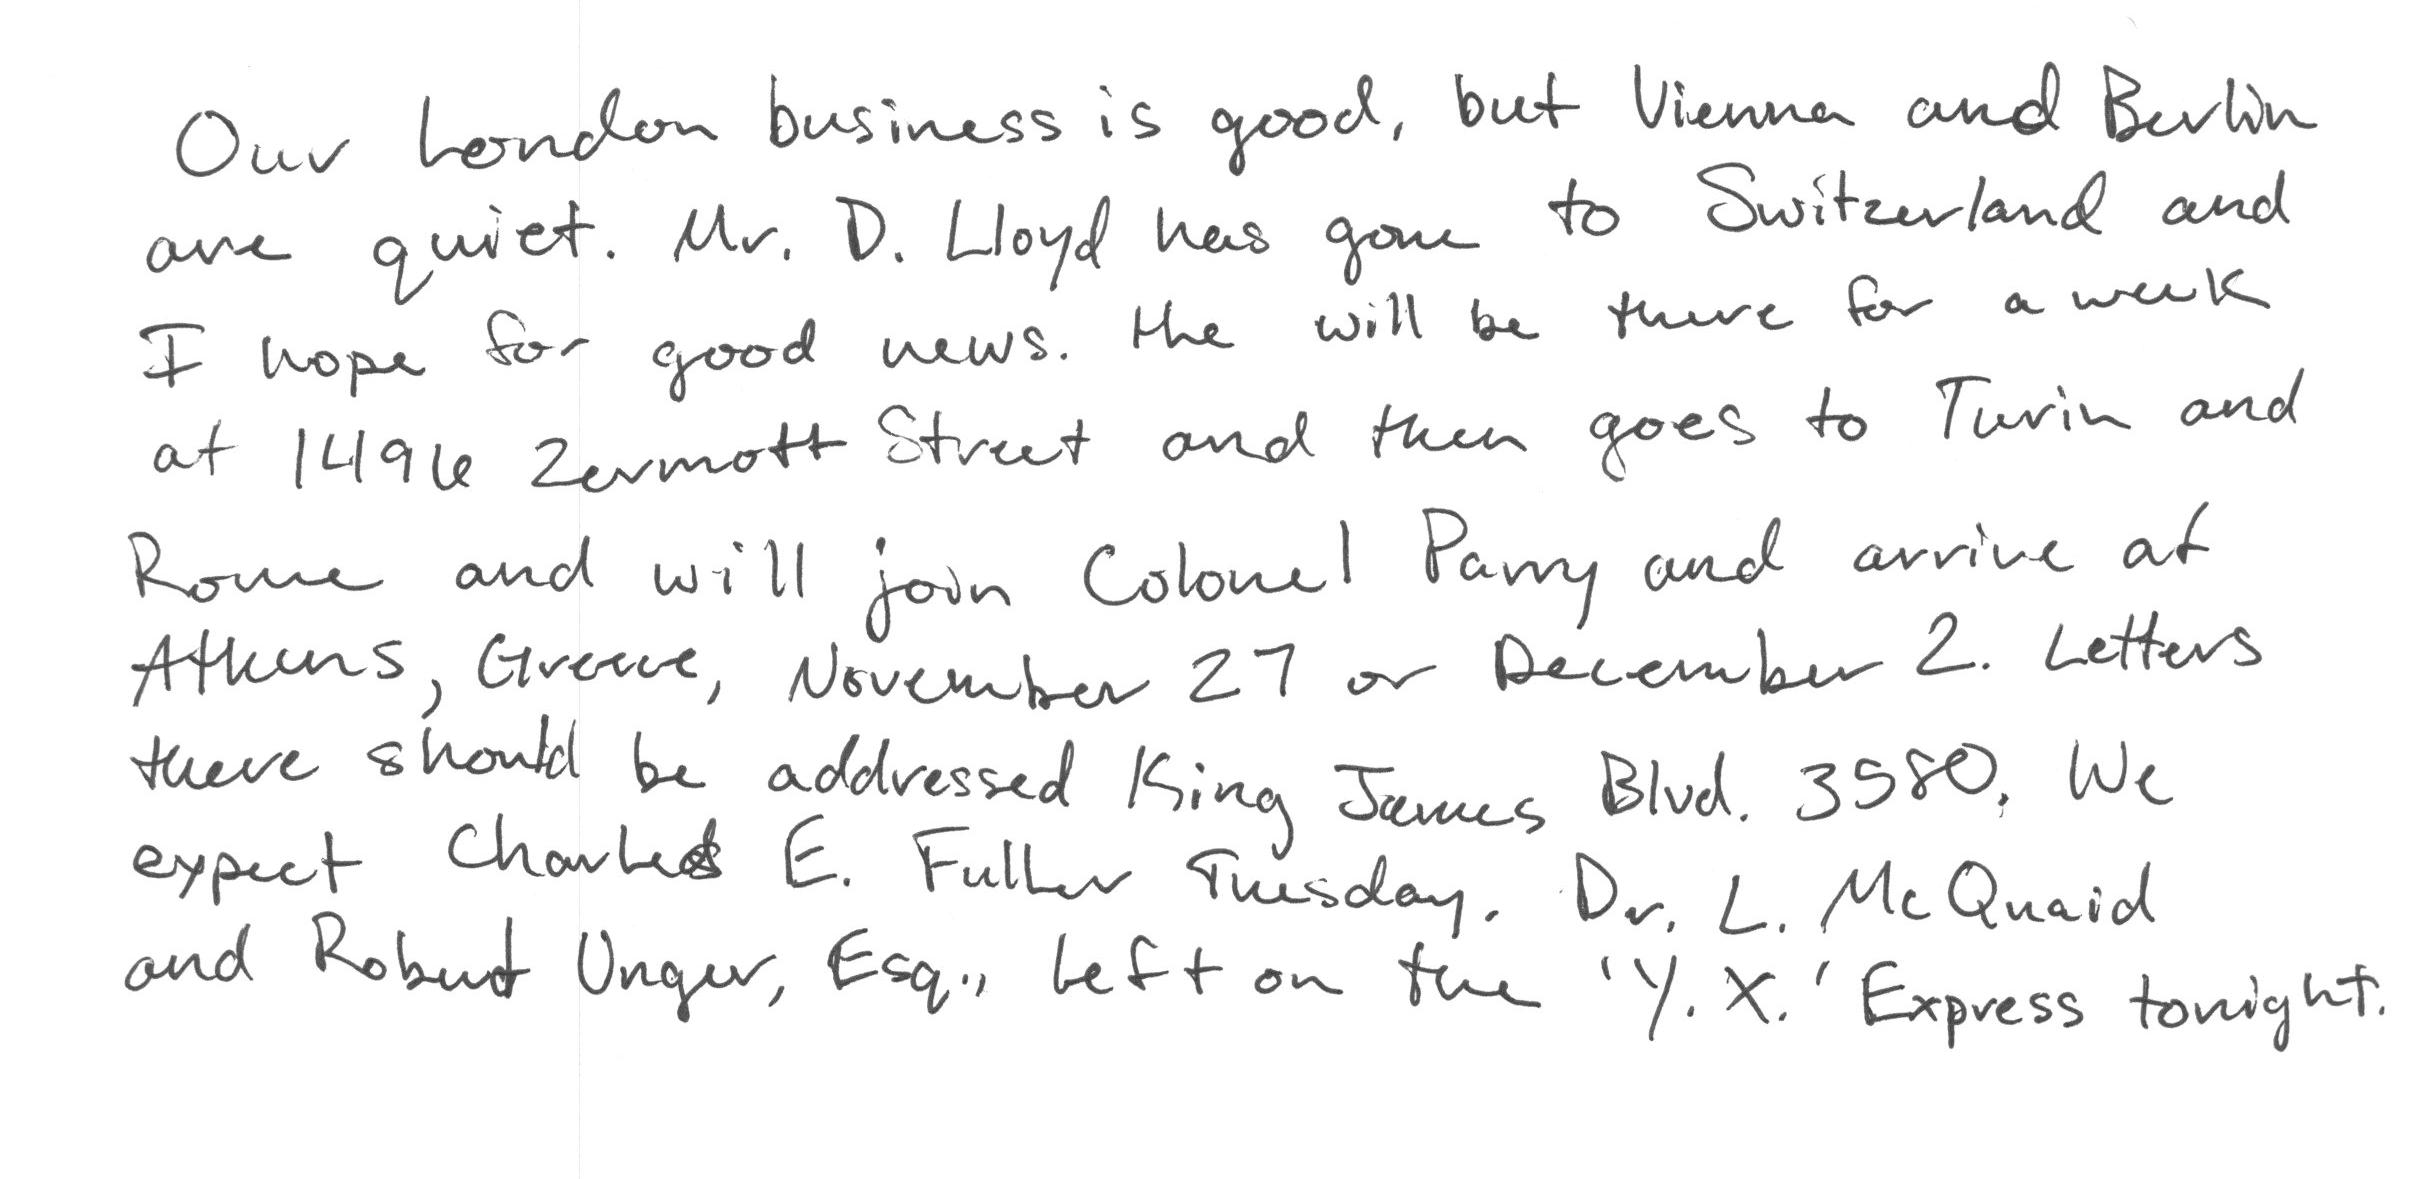 Our London business is good, but Vienna and Berlin
are quiet. Mr. D. Lloyd has gone to Switzerland and
I hope for good news. He will be there for a week
at 1496 Zermott Street and then goes to Turin and
Rome and will join Colonel Parry and arrive at
Athens, Greece, November 27 or December 2. Letters
there should be addressed King James Blvd. 3580. We
expect Charles E. Fuller Tuesday. Dr. L. McQuaid
and Robert Unger, Esq., left on the 'Y. X.' Express tonight.